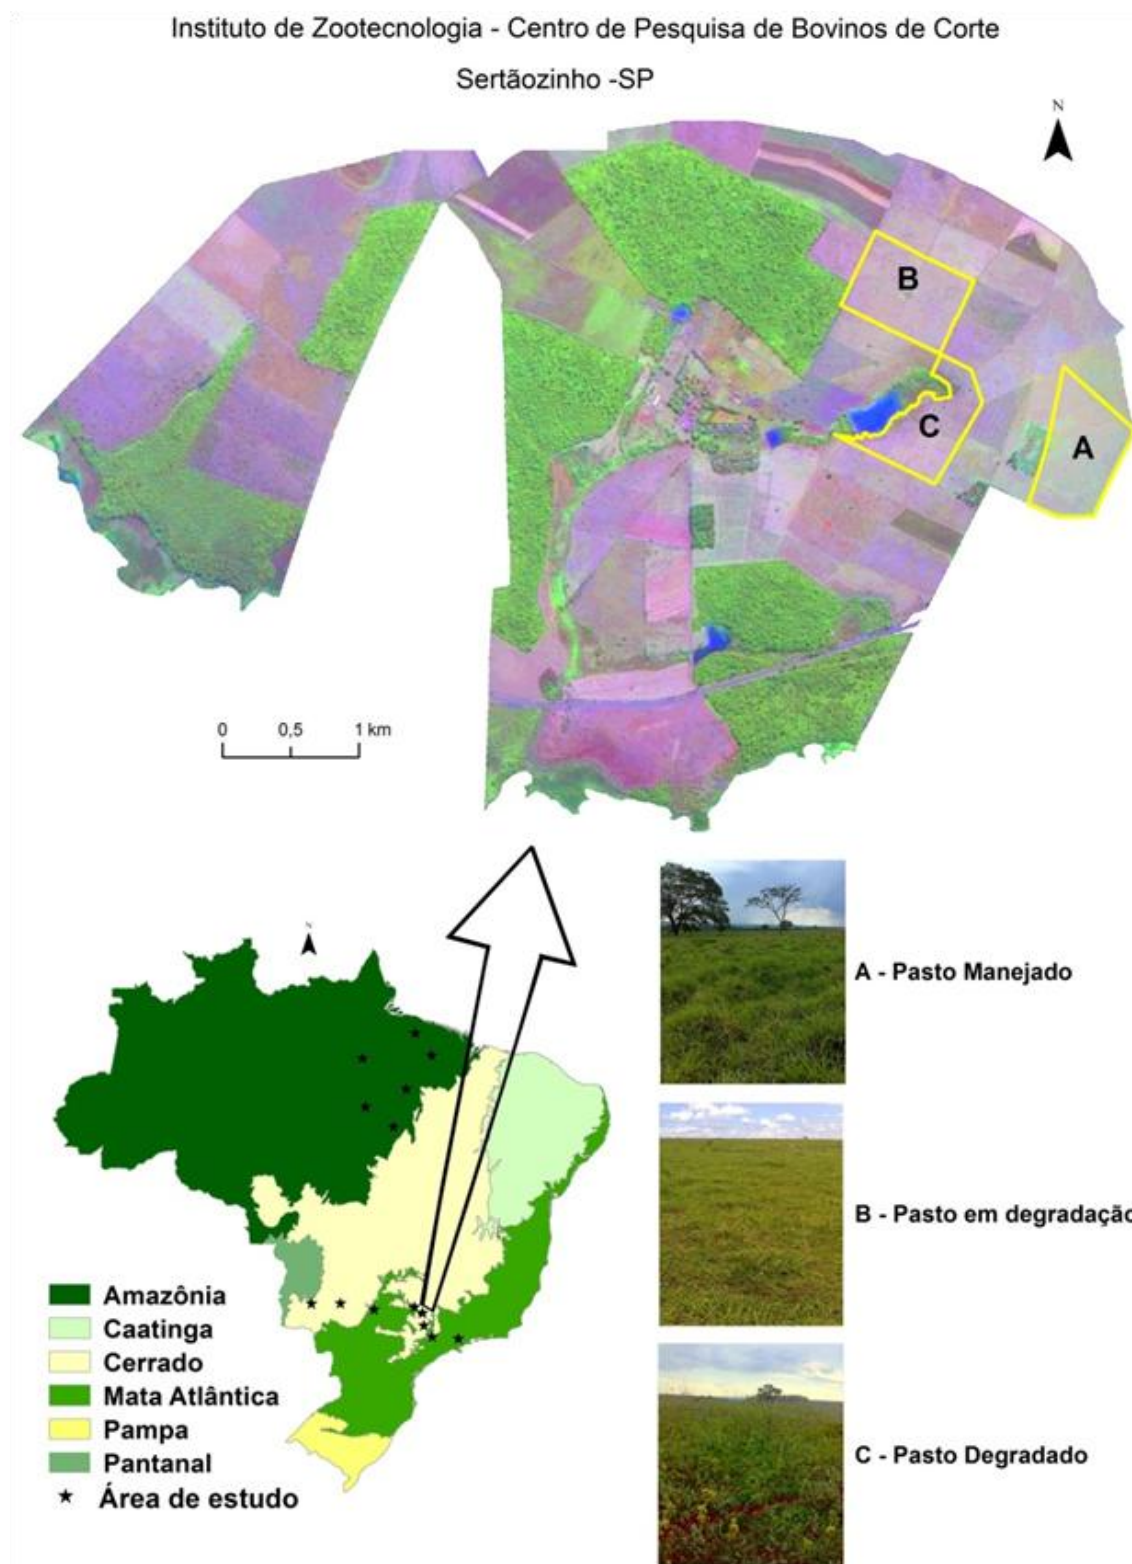 Instituto de Zootecnologia - Centro de Pesquisa de Bovinos de Corte
Sertãozinho -SP
N
B
C
A
0 0,5 1 km
N
A - Pasto Manejado
B - Pasto em degradação
C - Pasto Degradado
Amazônia
Caatinga
Cerrado
Mata Atlântica
Pampa
Pantanal
Área de estudo